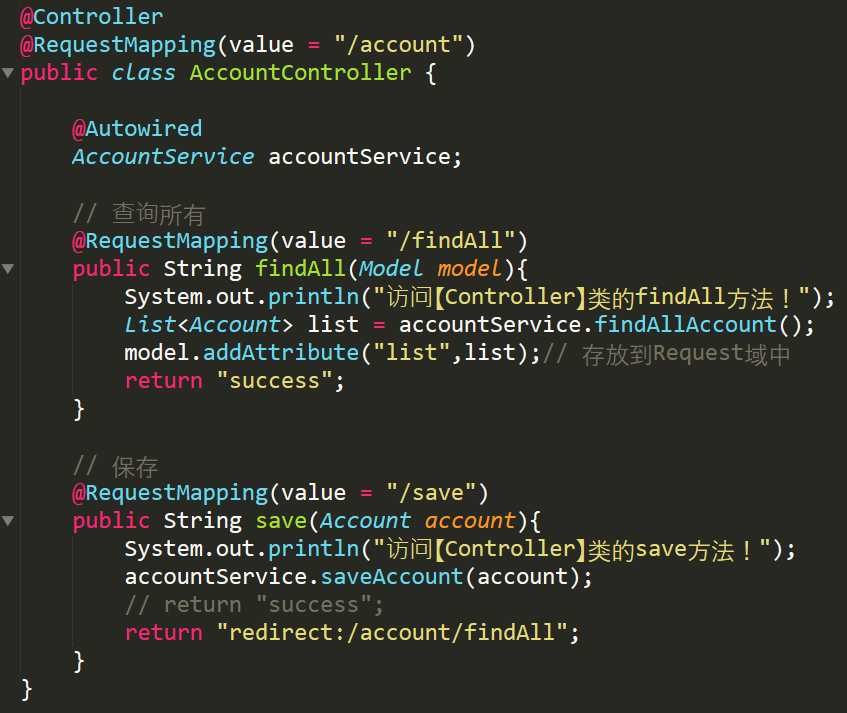 @Controller
@RequestMapping(value = "/account")
public class AccountController {
@Autowired
AccountService accountService;
// 查询所有
@RequestMapping(value = "/findAll")
public String findAll(Model model){
System.out.println("访问【Controller】类的findAll方法！");
List<Account> list = accountService.findAllAccount();
model.addAttribute("list",list);// 存放到Request域中
return "success";
}
// 保存
@RequestMapping(value = "/save")
public String save(Account account){
System.out.println("访问【Controller】类的save方法！");
accountService.saveAccount(account);
// return "success";
return "redirect:/account/findAll";
}
}